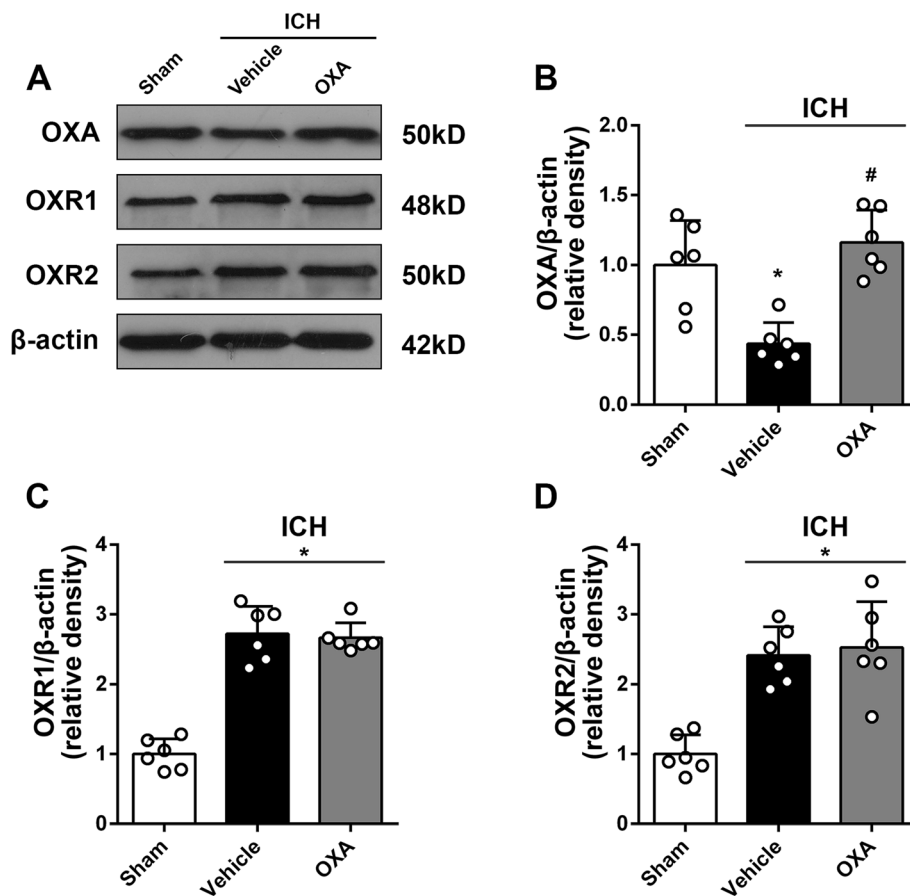 A
ICH
Sham
Vehicle
OXA
OXA
50kD
OXR1
48kD
OXR2
50kD
β-actin
42kD
B
ICH
OXA/β-actin
(relative density)
2.0
1.5
1.0
0.5
0.0
*
#
Sham
Vehicle
OXA
C
ICH
*
OXR1/β-actin
(relative density)
4
3
2
1
0
Sham
Vehicle
OXA
D
ICH
*
OXR2/β-actin
(relative density)
4
3
2
1
0
Sham
Vehicle
OXA